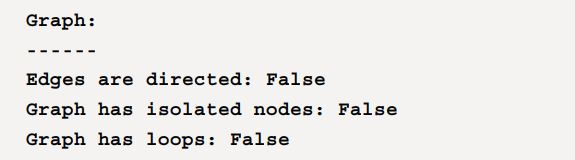 Graph:
------
Edges are directed: False
Graph has isolated nodes: False
Graph has loops: False